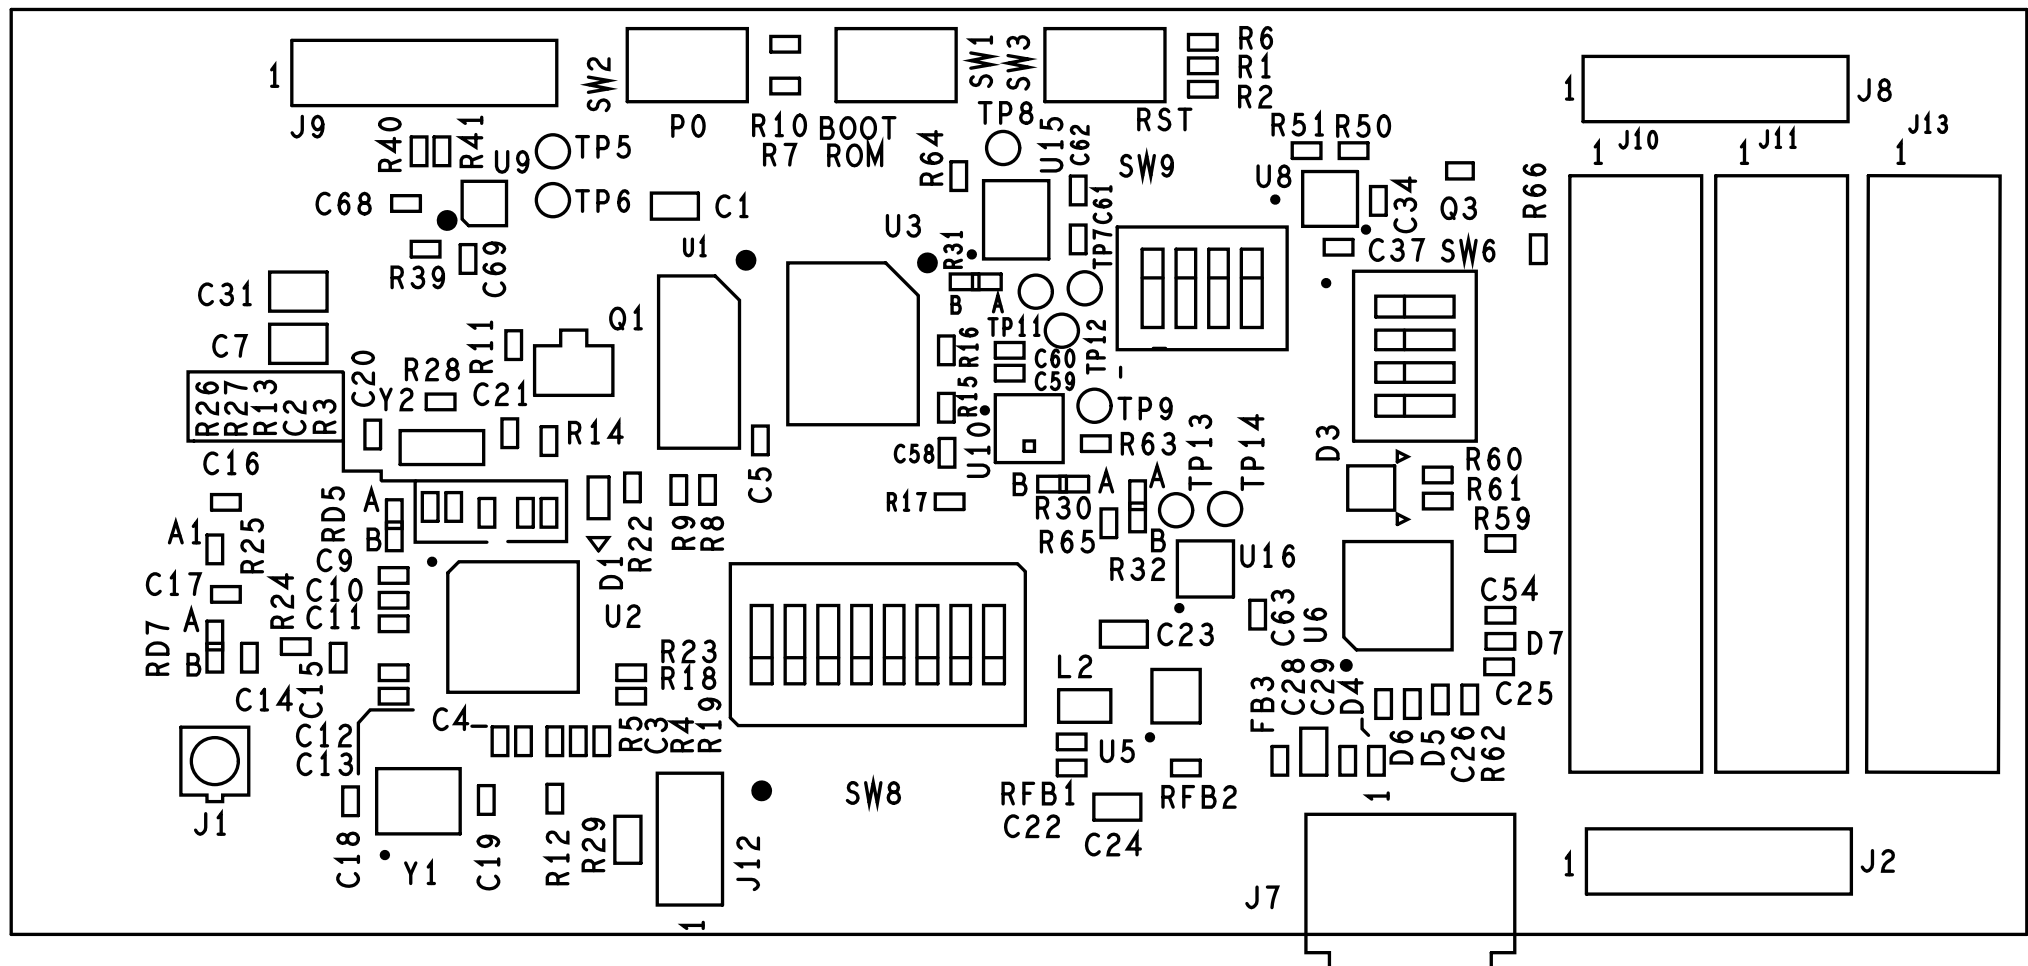 1
J9
SW2
P0
R10
R7
BOOT
ROM
SW1
SW3
TP8
RST
R6
R1
R2
1
J8
R40
R41
U9
TP5
TP6
C68
R39
C69
C1
U1
U3
R64
U15
C62
C61
TP7
R31
B
A
SW9
R51
R50
U8
C34
C37
Q3
SW6
R66
1
J10
1
J11
1
J13
C31
C7
Q1
R11
C20
R28
Y2
C21
R14
R26
R27
R13
C2
R3
TP11
TP12
R16
C60
C59
R15
TP9
C58
U10
R63
R17
B
A
R30
R65
A
B
R32
TP13
TP14
D3
R60
R61
R59
C16
A1
R25
RD5
A
B
C9
C10
C11
C17
R24
RD7
A
B
C14
C15
C12
C13
D1
R22
R9
R8
C5
U2
R23
R18
U16
C63
U6
C54
D7
C25
C23
L2
U5
RFB1
RFB2
C22
C24
FB3
C28
C29
D4
D6
D5
C26
R62
1
C4
R5
C3
R4
R19
SW8
J1
C18
Y1
C19
R12
R29
J12
1
J7
1
J2